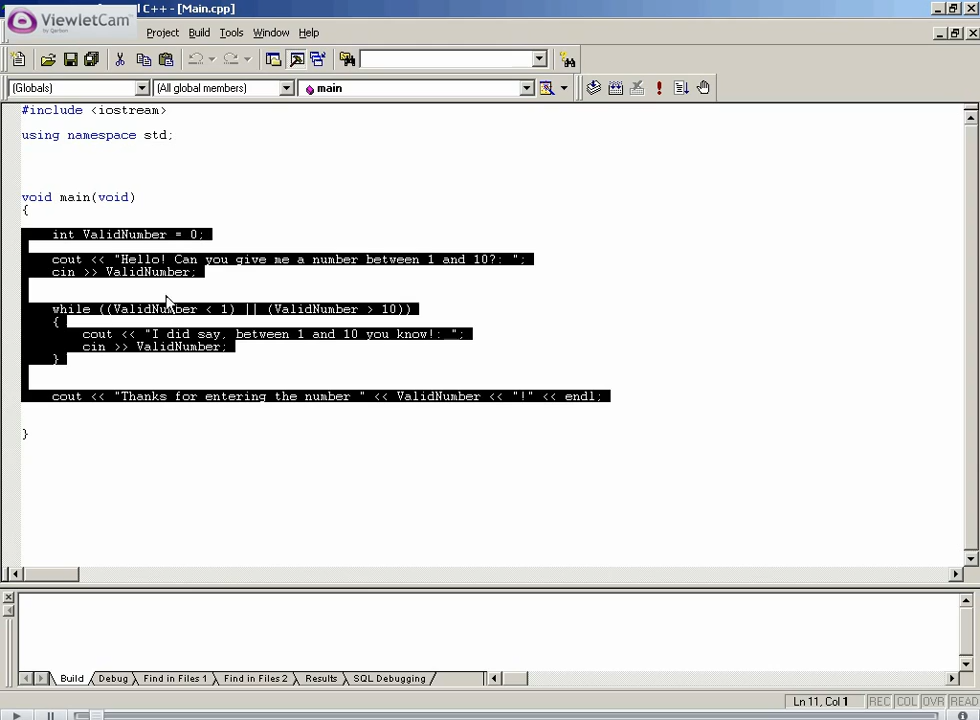 C++ - [Main.cpp]
ViewletCam
by Qarbon
Project Build Tools Window Help
(Globals) (All global members) main
#include <iostream>
using namespace std;
void main(void)
{
int ValidNumber = 0;
cout << "Hello! Can you give me a number between 1 and 10?: ";
cin >> ValidNumber;
while ((ValidNumber < 1) || (ValidNumber > 10))
{
cout << "I did say, between 1 and 10 you know!: ";
cin >> ValidNumber;
}
cout << "Thanks for entering the number " << ValidNumber << "!" << endl;
}
Build Debug Find in Files 1 Find in Files 2 Results SQL Debugging
Ln 11, Col 1 REC COL OVR READ